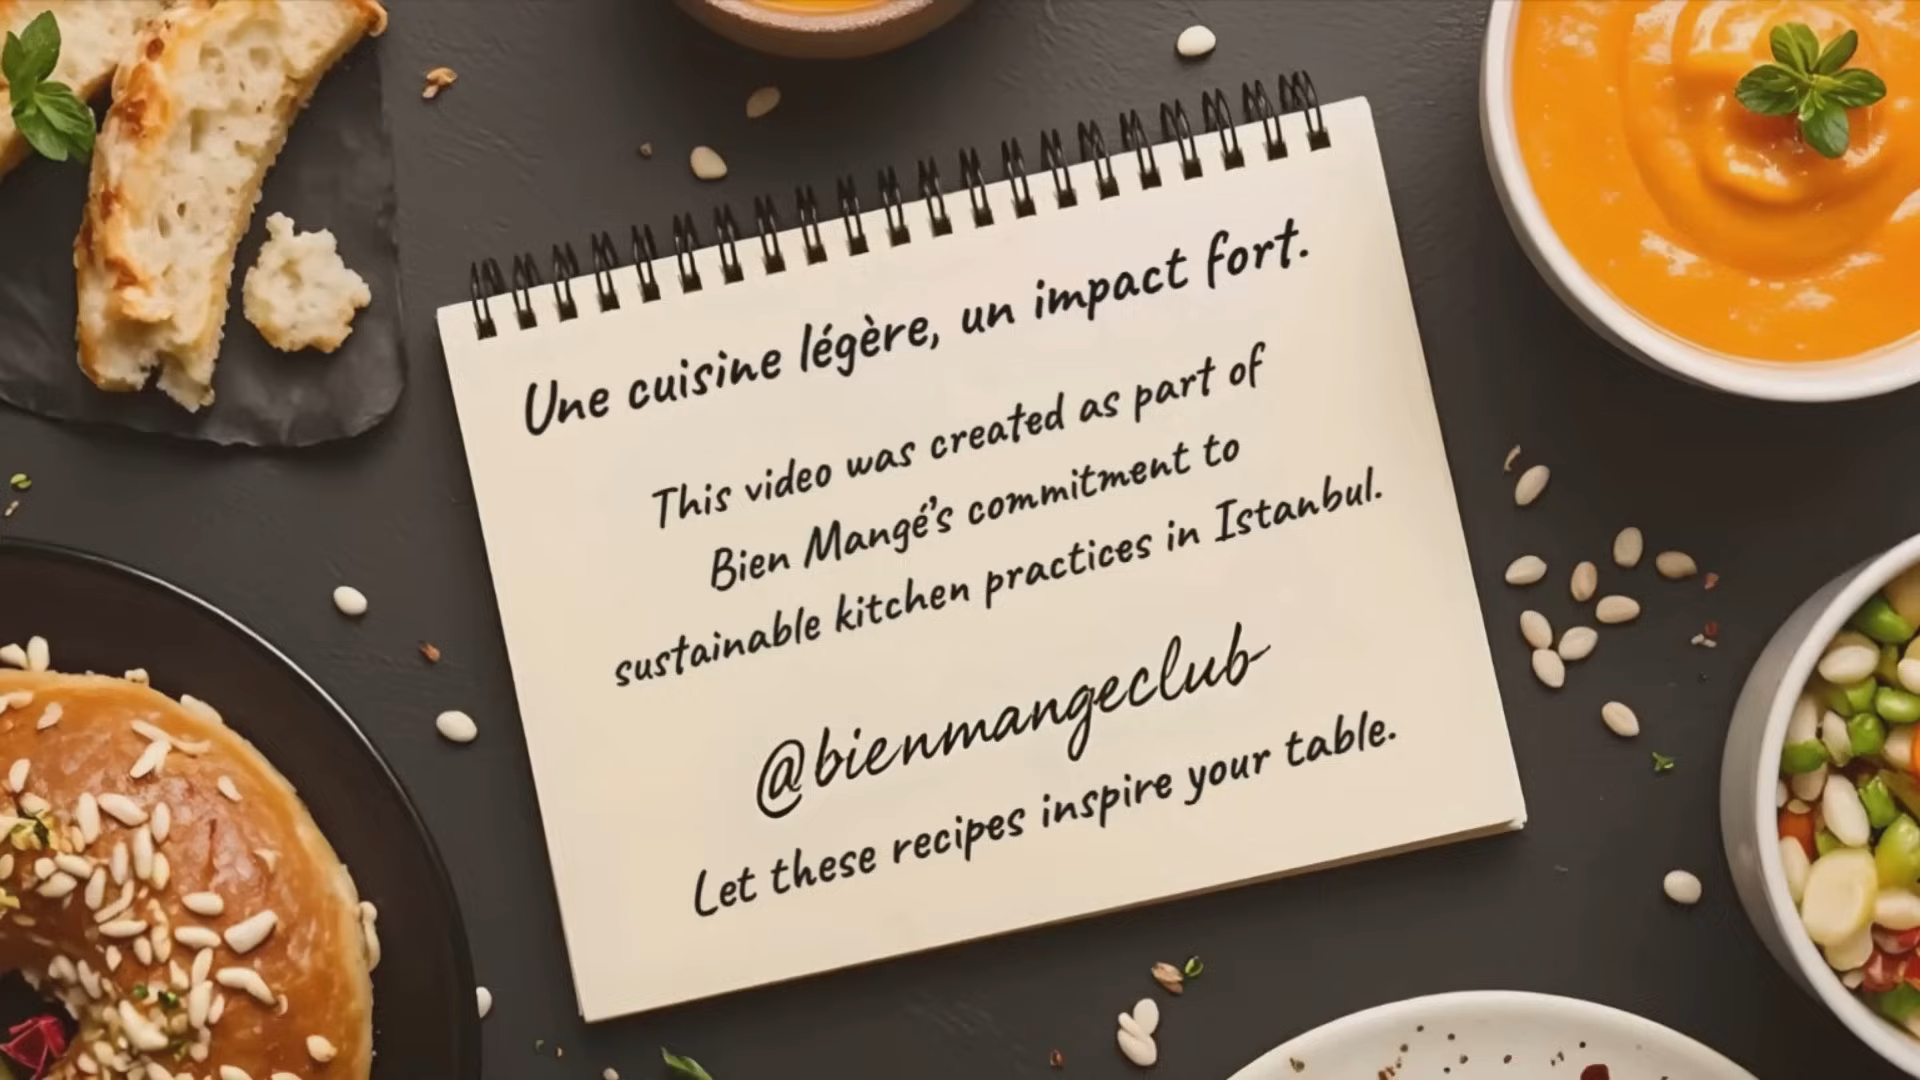 Une cuisine légère, un impact fort.
This video was created as part of
Bien Mangé's commitment to
sustainable kitchen practices in Istanbul.
@bienmangeclub
Let these recipes inspire your table.